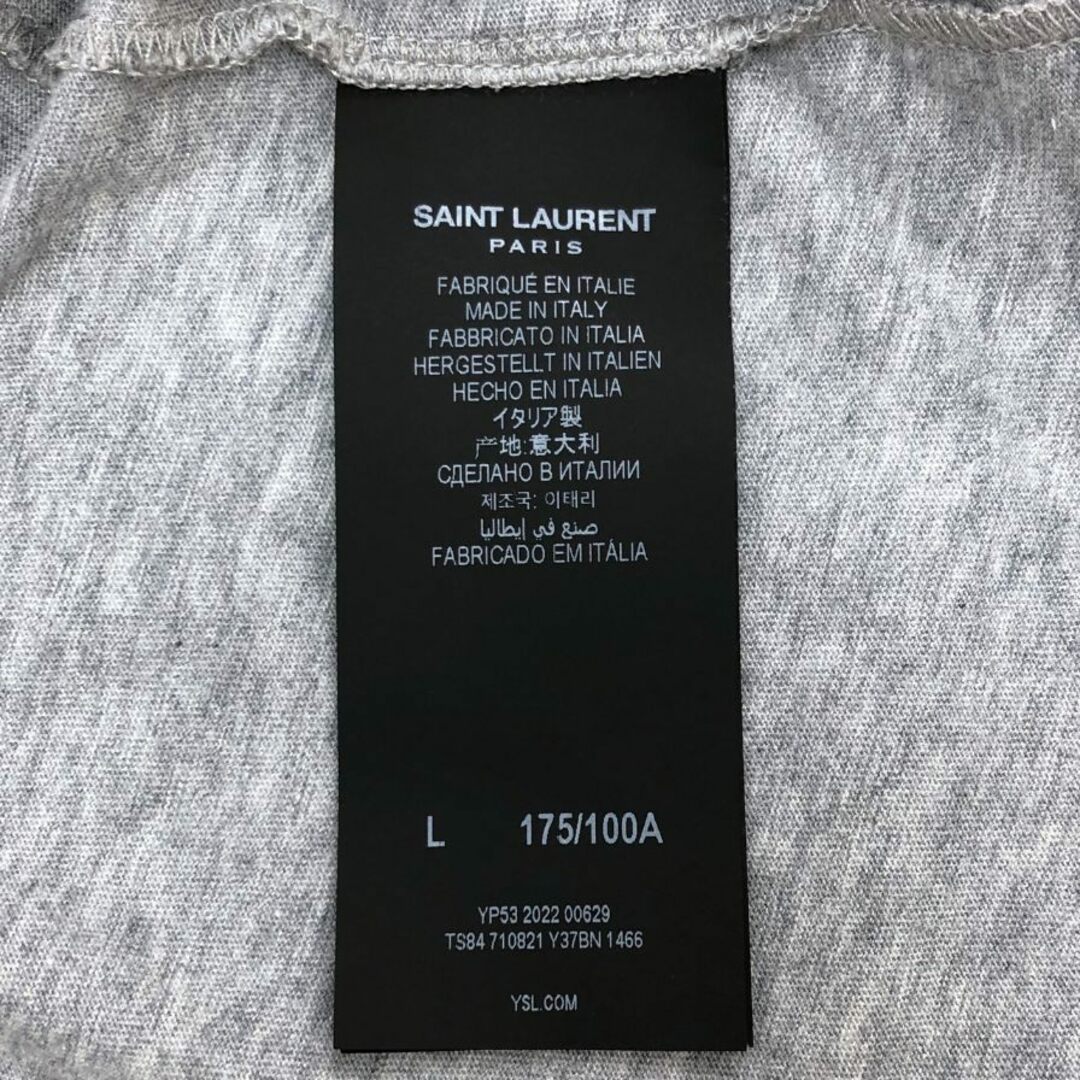 SAINT LAURENT
PARIS
FABRIQUÉ EN ITALIE
MADE IN ITALY
FABBRICATO IN ITALIA
HERGESTELLT IN ITALIEN
HECHO EN ITALIA
イタリア製
产地:意大利
СДЕЛАНО В ИТАЛИИ
제조국: 이태리
صنع في إيطاليا
FABRICADO EM ITÁLIA
L 175/100A
YP53 2022 00629
TS84 710821 Y37BN 1466
YSL.COM